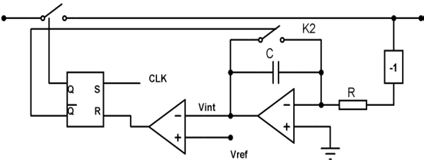 K2
C
-1
CLK
R
Q
S
Vint
-
-
Q
R
+
+
Vref